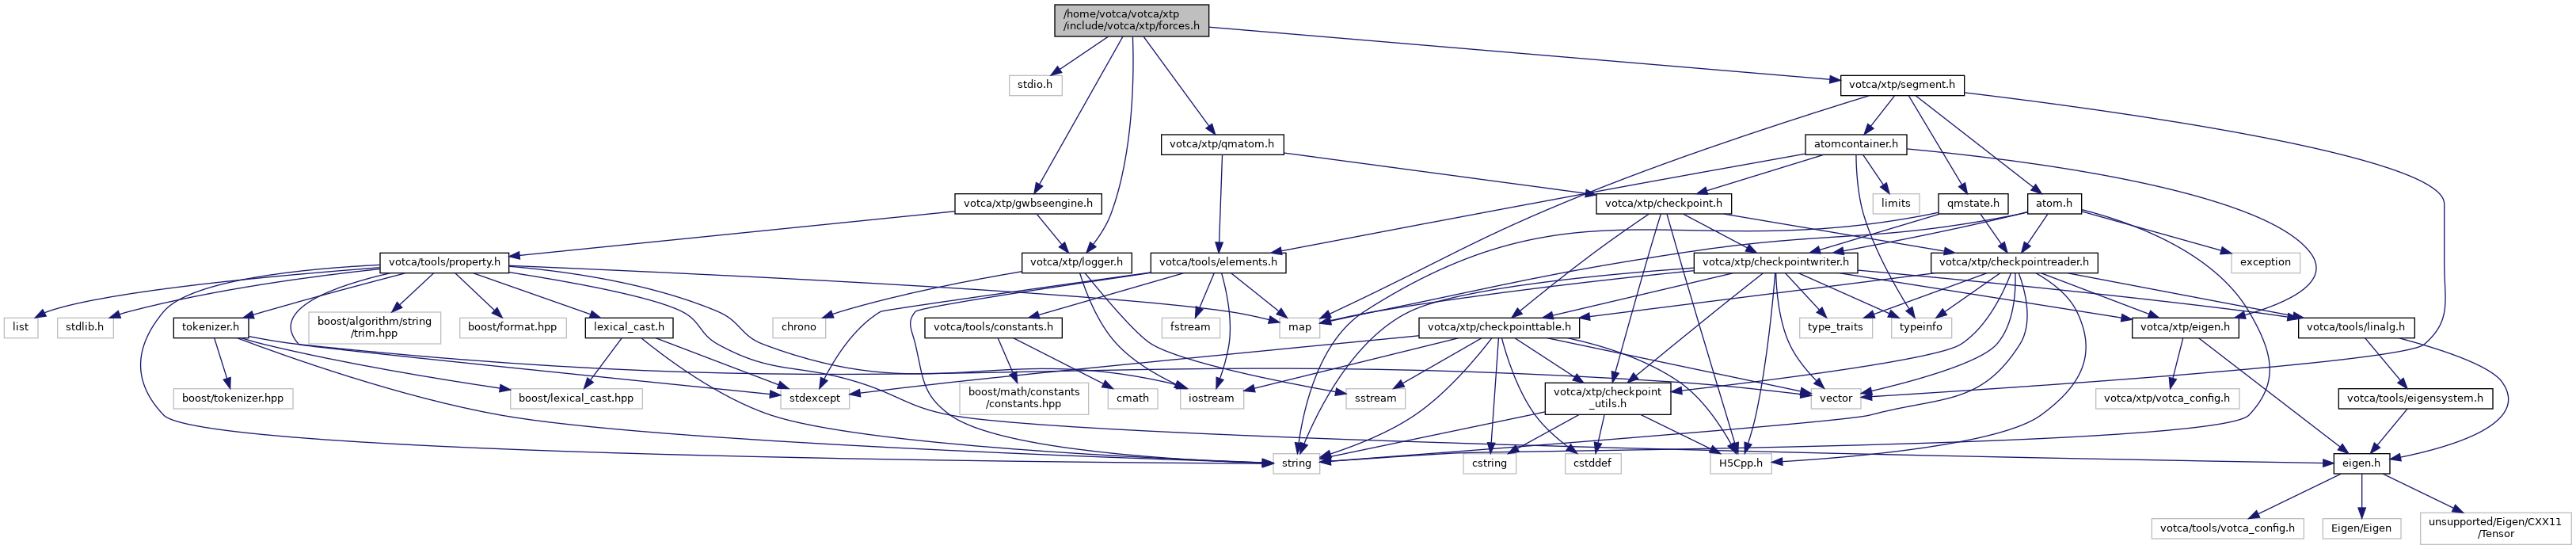 /home/votca/votca/xtp
/include/votca/xtp/forces.h
stdio.h
votca/xtp/segment.h
votca/xtp/qmatom.h
atomcontainer.h
votca/xtp/gwbseengine.h
votca/xtp/checkpoint.h
limits
qmstate.h
atom.h
votca/tools/property.h
votca/xtp/logger.h
votca/tools/elements.h
votca/xtp/checkpointwriter.h
votca/xtp/checkpointreader.h
exception
list
stdlib.h
tokenizer.h
boost/algorithm/string
/trim.hpp
boost/format.hpp
lexical_cast.h
chrono
votca/tools/constants.h
fstream
map
votca/xtp/checkpointtable.h
type_traits
typeinfo
votca/xtp/eigen.h
votca/tools/linalg.h
boost/tokenizer.hpp
boost/lexical_cast.hpp
stdexcept
boost/math/constants
/constants.hpp
cmath
iostream
sstream
votca/xtp/checkpoint
_utils.h
vector
votca/xtp/votca_config.h
votca/tools/eigensystem.h
string
cstring
cstddef
H5Cpp.h
eigen.h
votca/tools/votca_config.h
Eigen/Eigen
unsupported/Eigen/CXX11
/Tensor